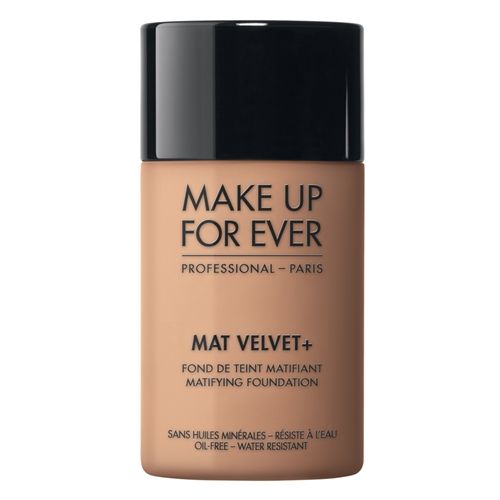 MAKE UP
FOR EVER
PROFESSIONAL – PARIS
MAT VELVET+
FOND DE TEINT MATIFIANT
MATIFYING FOUNDATION
SANS HUILES MINÉRALES – RÉSISTE À L'EAU
OIL-FREE – WATER RESISTANT